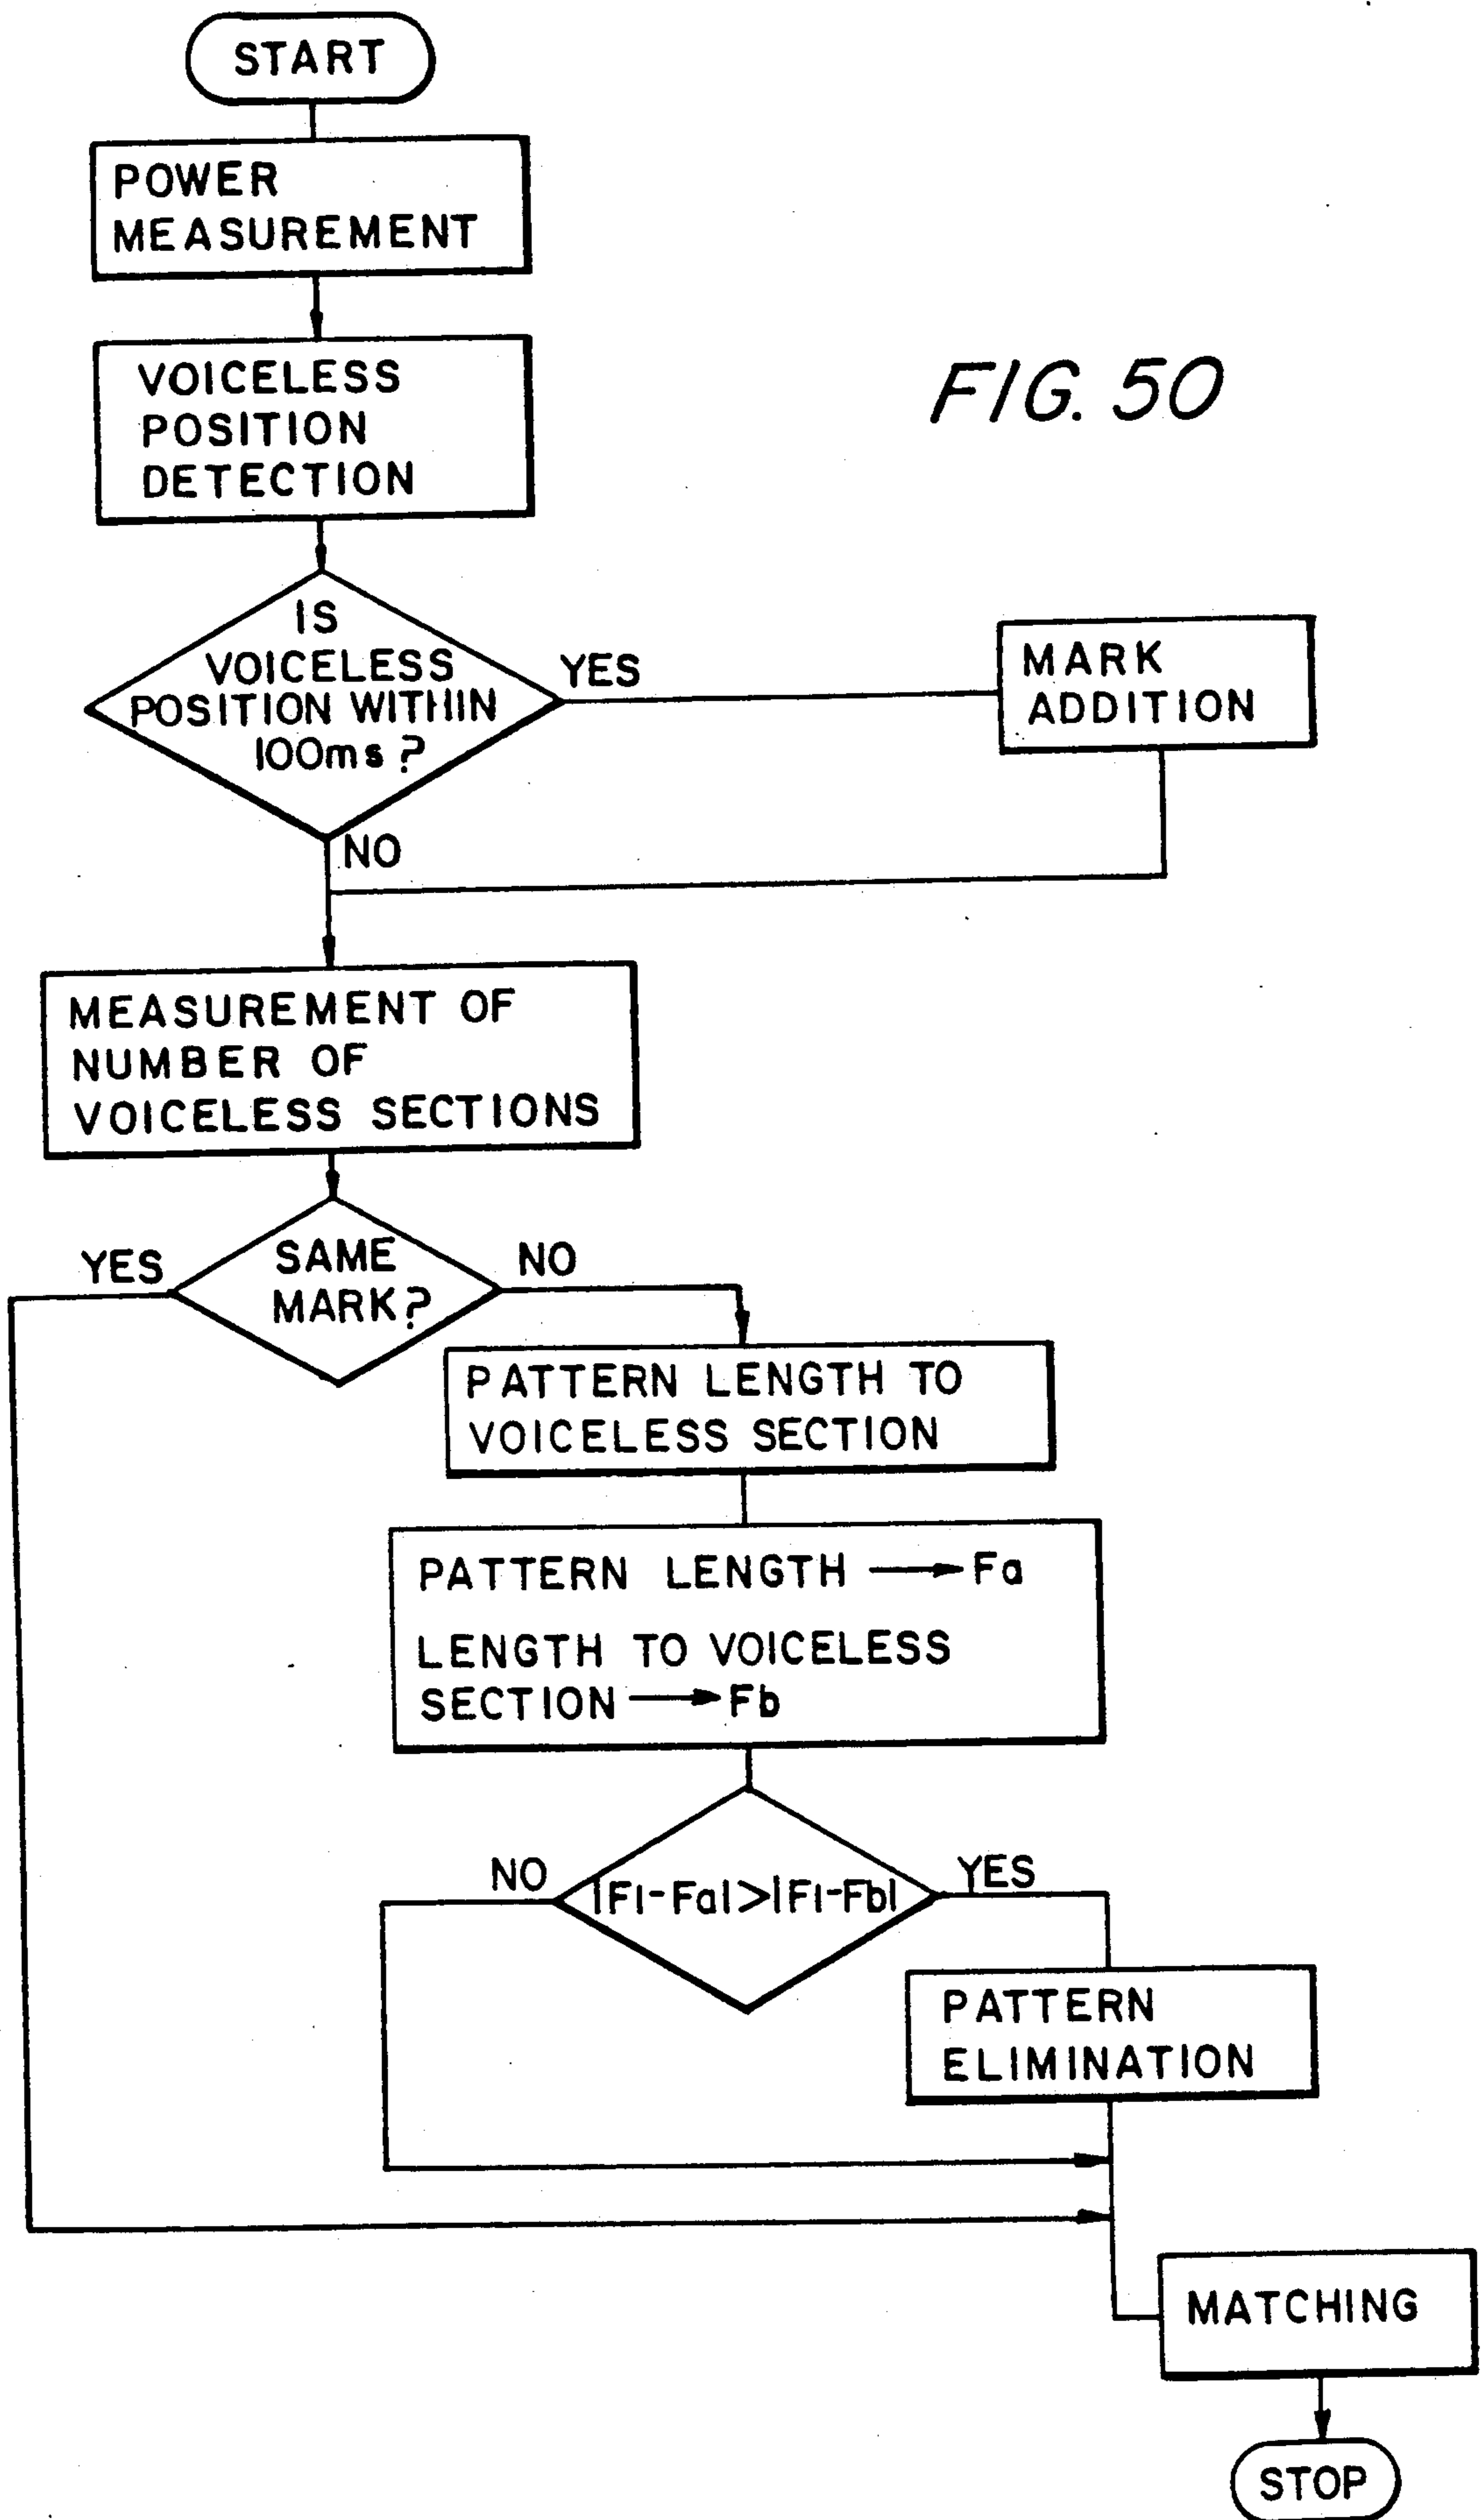 START
POWER
MEASUREMENT
VOICELESS
POSITION
DETECTION
FIG. 50
IS
VOICELESS
POSITION WITHIN
100ms?
YES
MARK
ADDITION
NO
MEASUREMENT OF
NUMBER OF
VOICELESS SECTIONS
YES
SAME
MARK?
NO
PATTERN LENGTH TO
VOICELESS SECTION
PATTERN LENGTH → Fa
LENGTH TO VOICELESS
SECTION → Fb
NO
|F1-Fa|>|F1-Fb|
YES
PATTERN
ELIMINATION
MATCHING
STOP